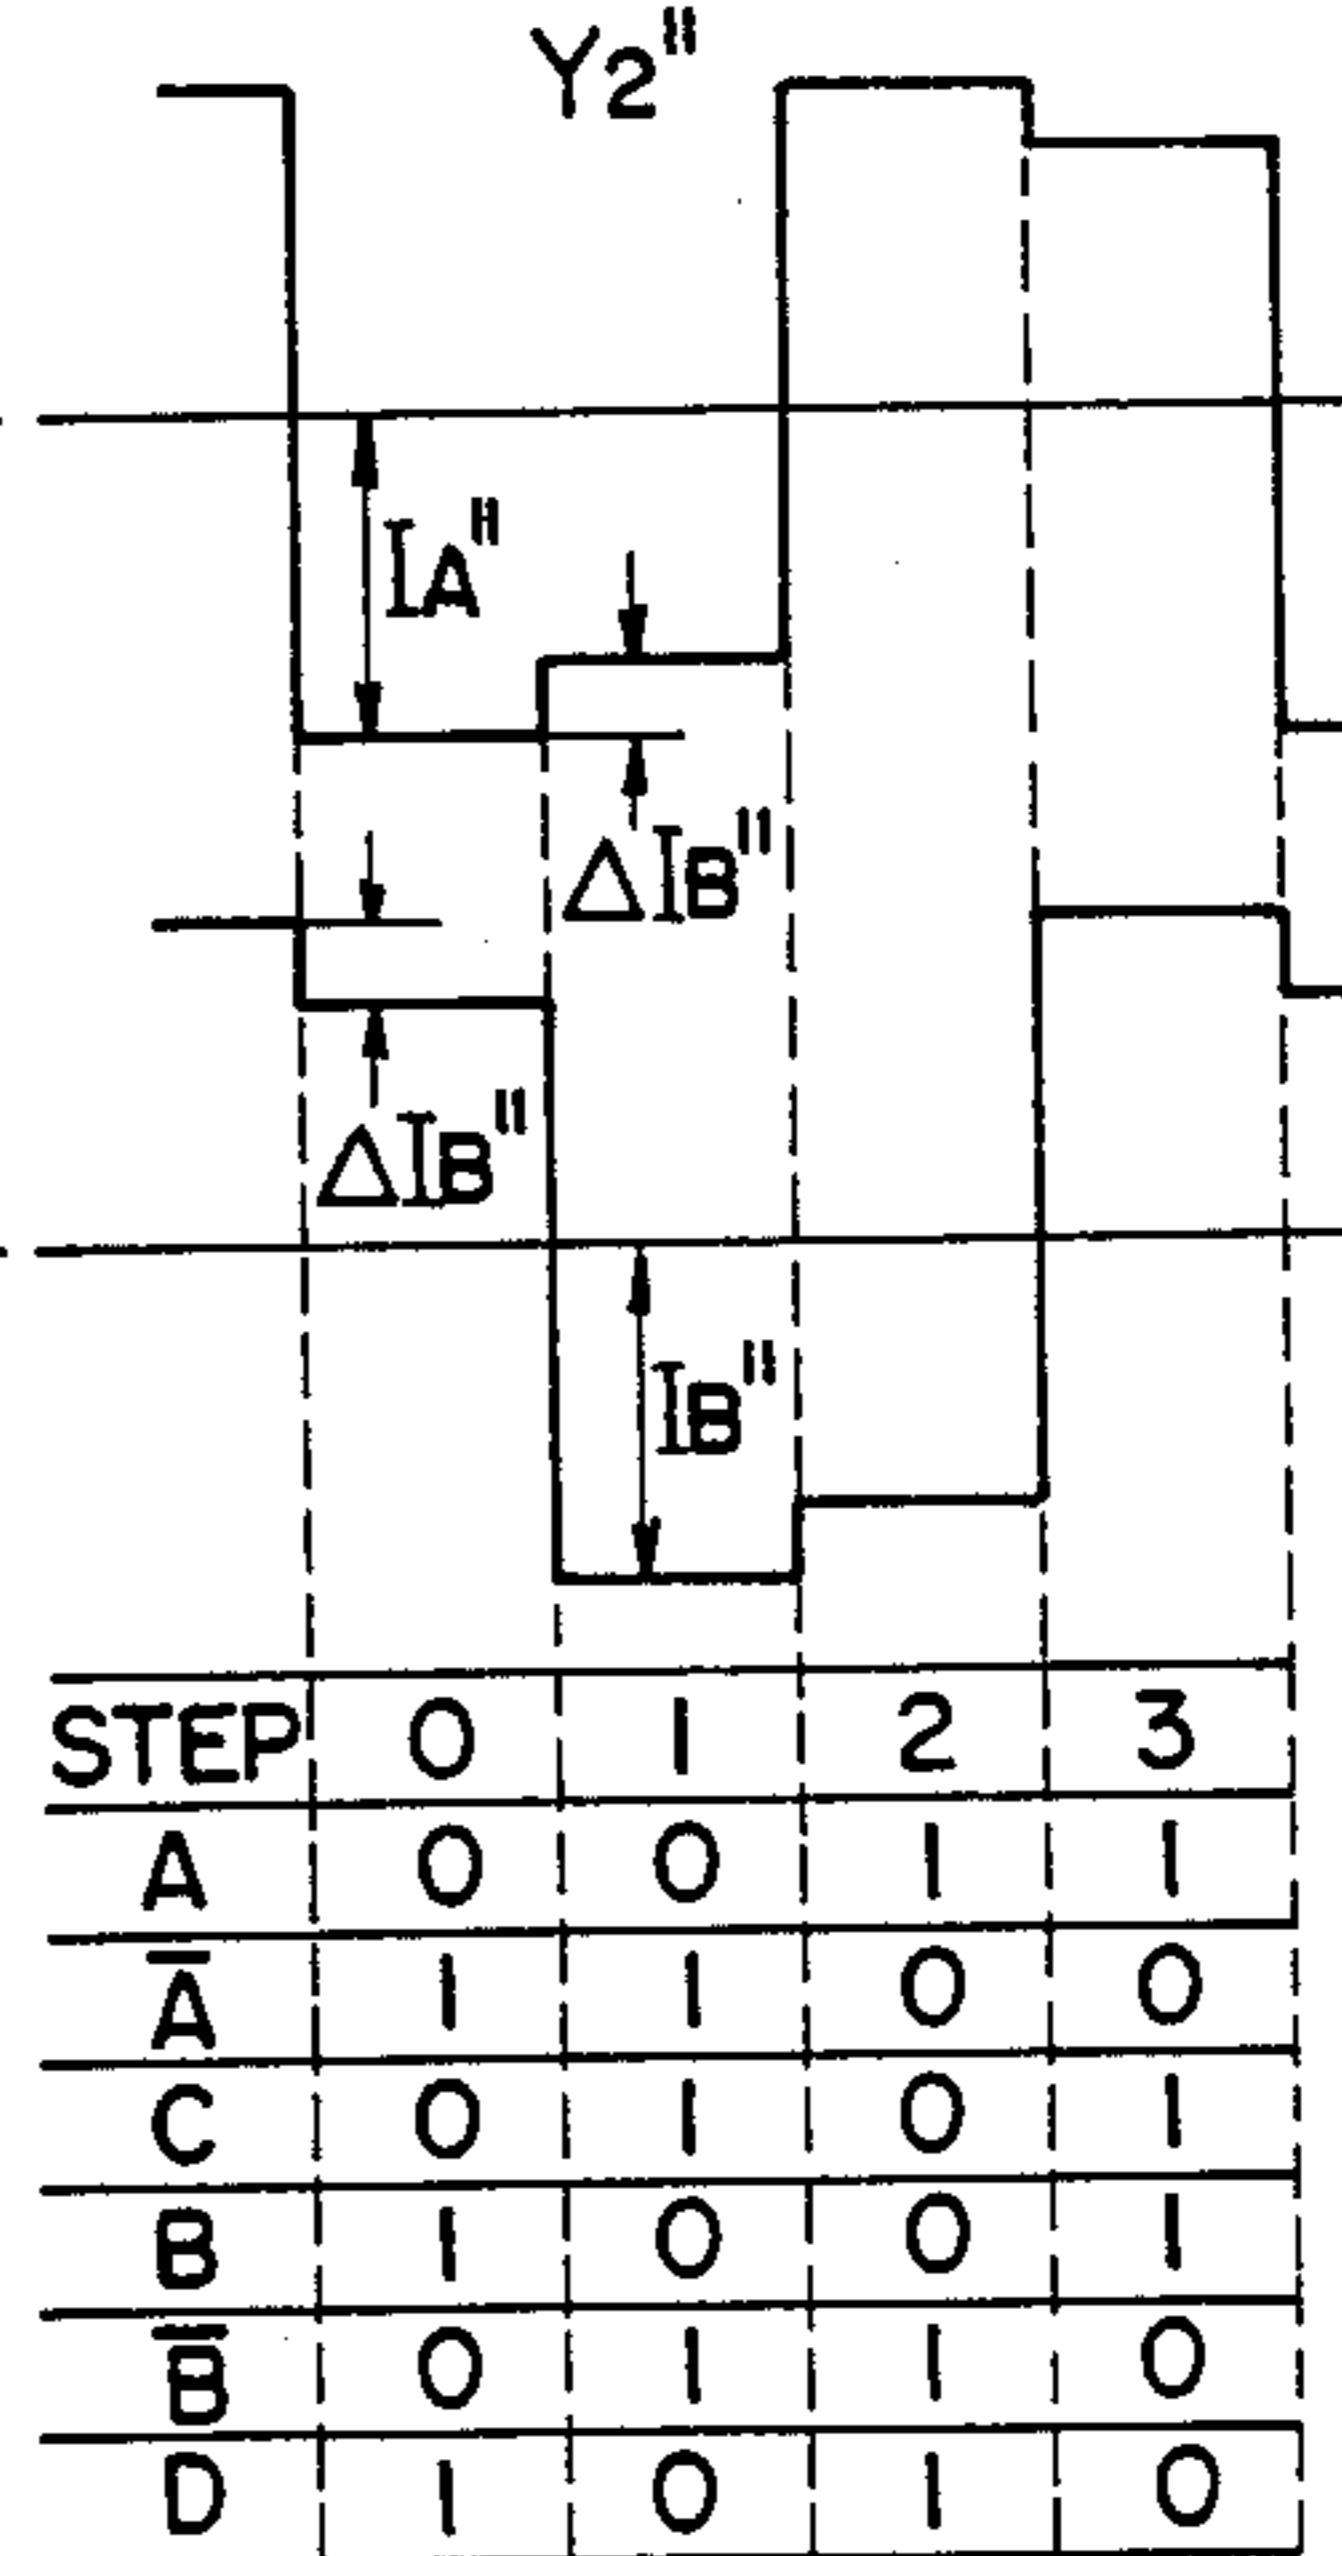 Y2"
IA"
ΔIB"
ΔIB"
IB"
STEP 0 1 2 3
A 0 0 1 1
A̅ 1 1 0 0
C 0 1 0 1
B 1 0 0 1
B̅ 0 1 1 0
D 1 0 1 0